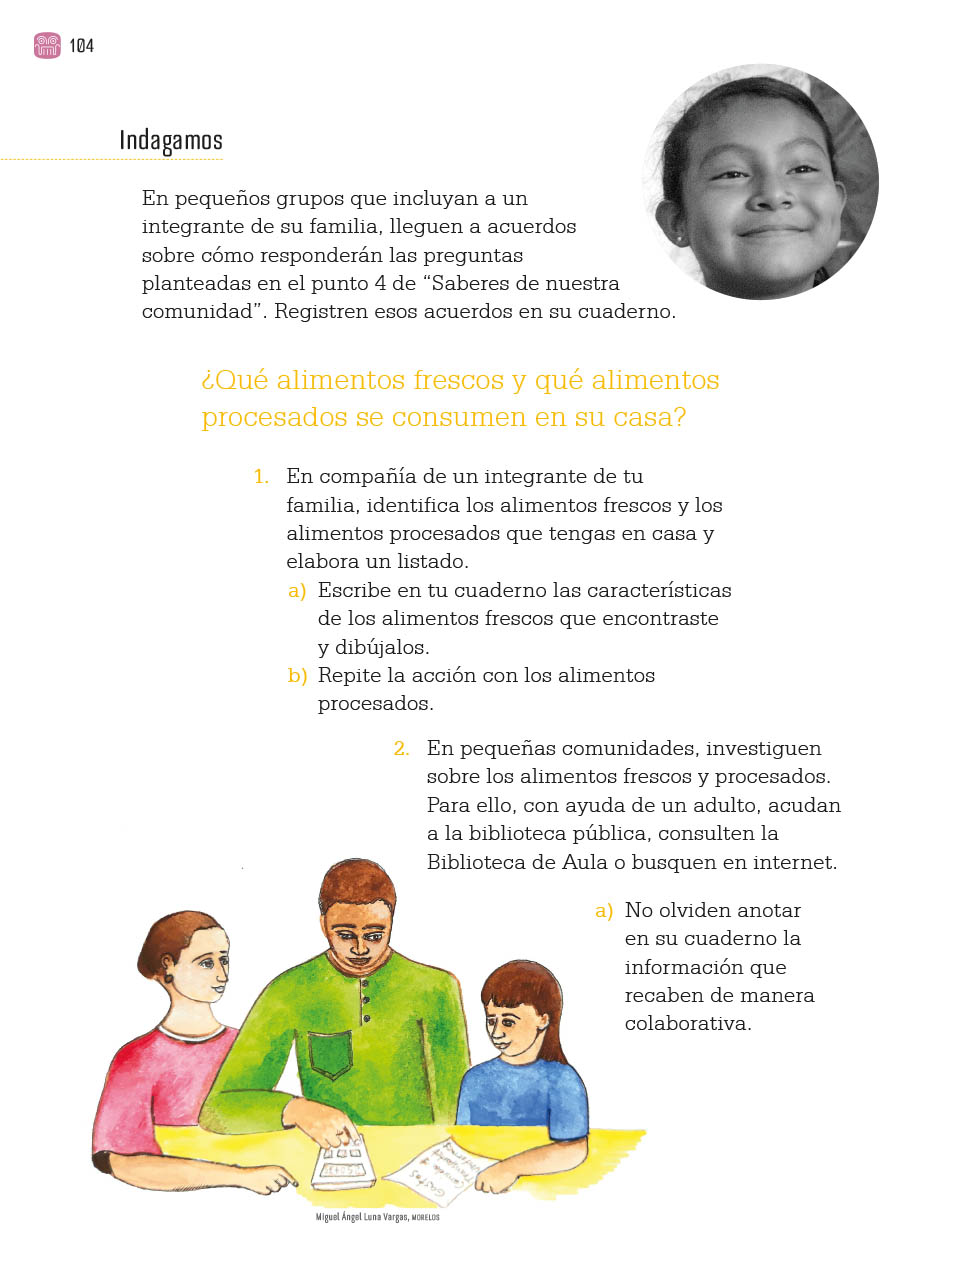 104
Indagamos
En pequeños grupos que incluyan a un
integrante de su familia, lleguen a acuerdos
sobre cómo responderán las preguntas
planteadas en el punto 4 de “Saberes de nuestra
comunidad”. Registren esos acuerdos en su cuaderno.
¿Qué alimentos frescos y qué alimentos
procesados se consumen en su casa?
1. En compañía de un integrante de tu
familia, identifica los alimentos frescos y los
alimentos procesados que tengas en casa y
elabora un listado.
a) Escribe en tu cuaderno las características
de los alimentos frescos que encontraste
y dibújalos.
b) Repite la acción con los alimentos
procesados.
2. En pequeñas comunidades, investiguen
sobre los alimentos frescos y procesados.
Para ello, con ayuda de un adulto, acudan
a la biblioteca pública, consulten la
Biblioteca de Aula o busquen en internet.
a) No olviden anotar
en su cuaderno la
información que
recaben de manera
colaborativa.
Gastos
Miguel Ángel Luna Vargas, MORELOS